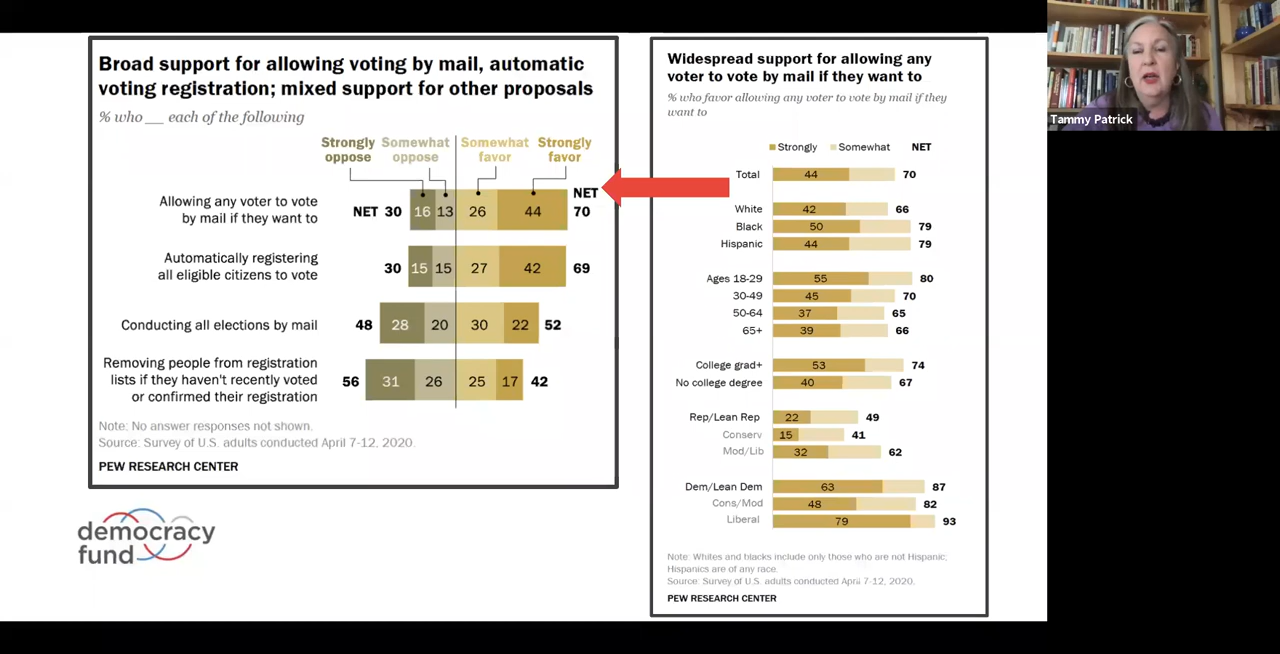 Broad support for allowing voting by mail, automatic
voting registration; mixed support for other proposals
% who __ each of the following
Strongly oppose
Somewhat oppose
Somewhat favor
Strongly favor
NET
Allowing any voter to vote
by mail if they want to
NET 30 16 13 26 44 70
Automatically registering
all eligible citizens to vote
30 15 15 27 42 69
Conducting all elections by mail 48 28 20 30 22 52
Removing people from registration
lists if they haven't recently voted
or confirmed their registration
56 31 26 25 17 42
Note: No answer responses not shown.
Source: Survey of U.S. adults conducted April 7-12, 2020.
PEW RESEARCH CENTER
democracy
fund
Widespread support for allowing any
voter to vote by mail if they want to
% who favor allowing any voter to vote by mail if they
want to
Strongly Somewhat NET
Total 44 70
White 42 66
Black 50 79
Hispanic 44 79
Ages 18-29 55 80
30-49 45 70
50-64 37 65
65+ 39 66
College grad+ 53 74
No college degree 40 67
Rep/Lean Rep 22 49
Conserv 15 41
Mod/Lib 32 62
Dem/Lean Dem 63 87
Cons/Mod 48 82
Liberal 79 93
Note: Whites and blacks include only those who are not Hispanic;
Hispanics are of any race.
Source: Survey of U.S. adults conducted April 7-12, 2020.
PEW RESEARCH CENTER
Tammy Patrick